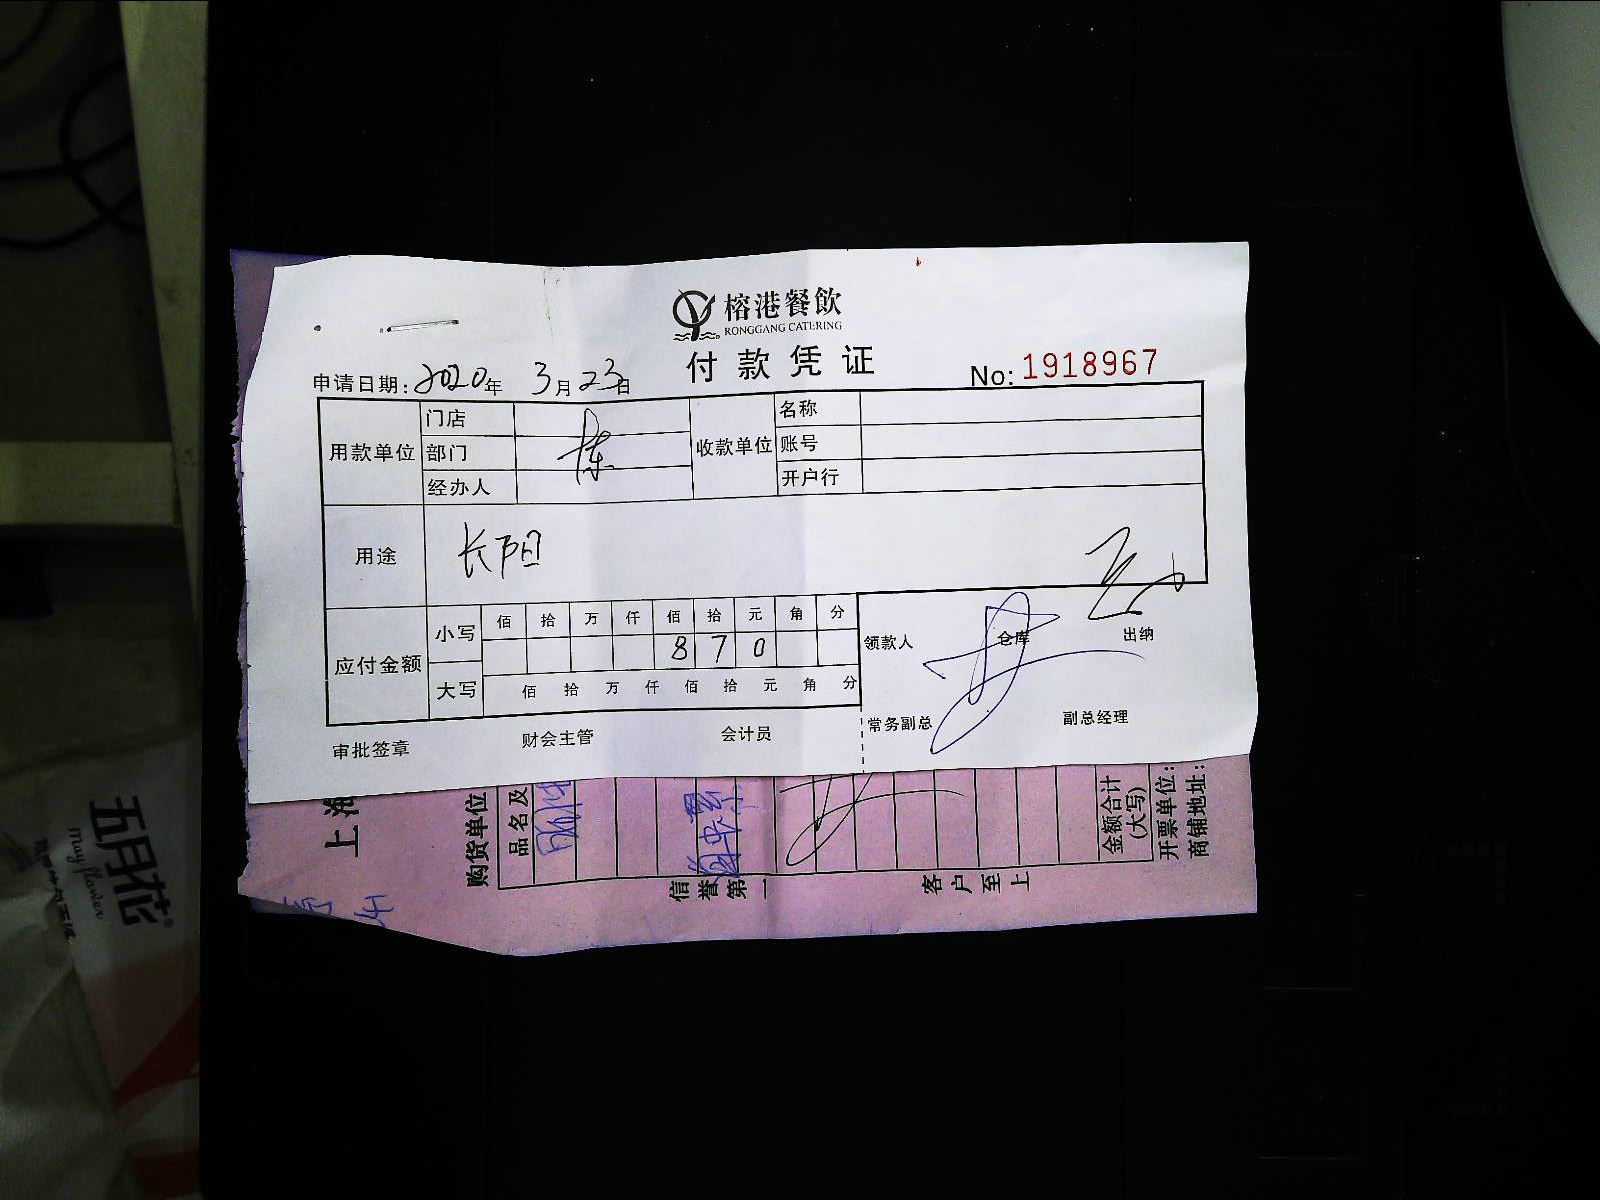 榕港餐飲
RONGGANG CATERING
付款凭证
No: 1918967
申请日期: 2020年 3月23日
用款单位 门店 收款单位 名称
部门 陈 账号
经办人 开户行
用途 长阳
应付金额 小写 佰 拾 万 仟 佰 拾 元 角 分
8 7 0
大写 佰 拾 万 仟 佰 拾 元 角 分
领款人 仓库 出纳
常务副总 副总经理
审批签章 财会主管 会计员
上海
购货单位
品名及
信誉第一
客户至上
金额合计
(大写)
开票单位:
商铺地址:
五月花
mayflower